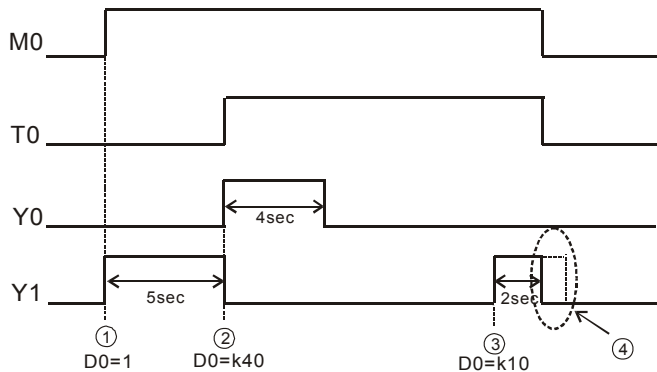 M0
T0
Y0
4sec
Y1
5sec
2sec
① ② ③ ④
D0=1 D0=k40 D0=k10